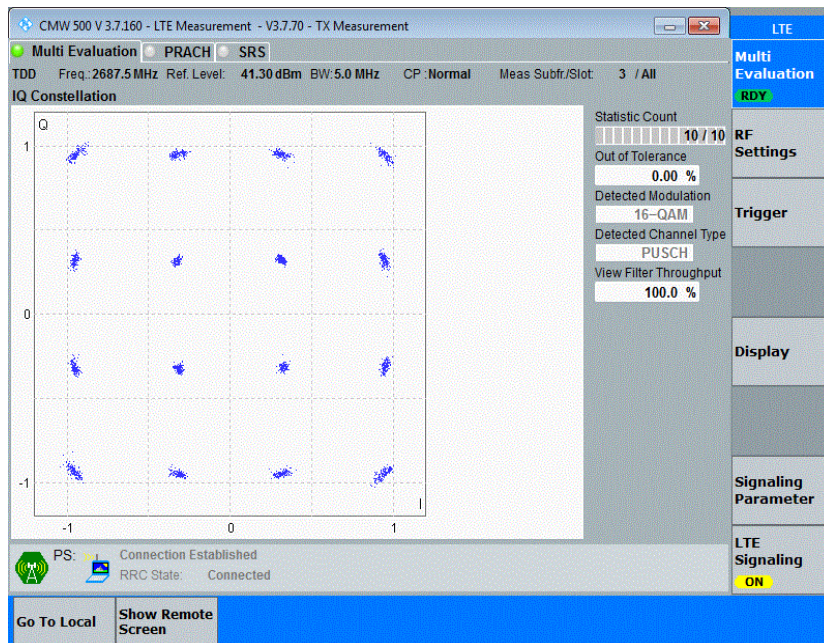 CMW 500 V 3.7.160 - LTE Measurement - V3.7.70 - TX Measurement
LTE
Multi Evaluation
PRACH
SRS
Multi
Evaluation
RDY
TDD Freq.:2687.5 MHz Ref. Level: 41.30 dBm BW:5.0 MHz CP :Normal Meas Subfr./Slot: 3 / All
IQ Constellation
Q
1
0
-1
-1 0 1
I
Statistic Count
10 / 10
Out of Tolerance
0.00 %
Detected Modulation
16-QAM
Detected Channel Type
PUSCH
View Filter Throughput
100.0 %
RF
Settings
Trigger
Display
Signaling
Parameter
LTE
Signaling
ON
PS: Connection Established
RRC State: Connected
Go To Local
Show Remote
Screen